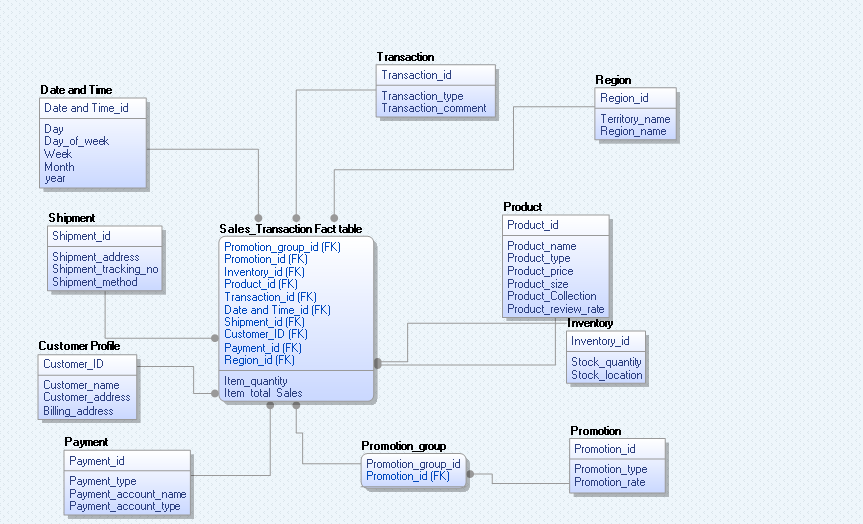 Transaction
Transaction_id
Transaction_type
Transaction_comment
Region
Region_id
Territory_name
Region_name
Date and Time
Date and Time_id
Day
Day_of_week
Week
Month
year
Shipment
Shipment_id
Shipment_address
Shipment_tracking_no
Shipment_method
Sales_Transaction Fact table
Promotion_group_id (FK)
Promotion_id (FK)
Inventory_id (FK)
Product_id (FK)
Transaction_id (FK)
Date and Time_id (FK)
Shipment_id (FK)
Customer_ID (FK)
Payment_id (FK)
Region_id (FK)
Item_quantity
Item_total_Sales
Product
Product_id
Product_name
Product_type
Product_price
Product_size
Product_Collection
Product_review_rate
Inventory
Inventory_id
Stock_quantity
Stock_location
Customer Profile
Customer_ID
Customer_name
Customer_address
Billing_address
Payment
Payment_id
Payment_type
Payment_account_name
Payment_account_type
Promotion_group
Promotion_group_id
Promotion_id (FK)
Promotion
Promotion_id
Promotion_type
Promotion_rate